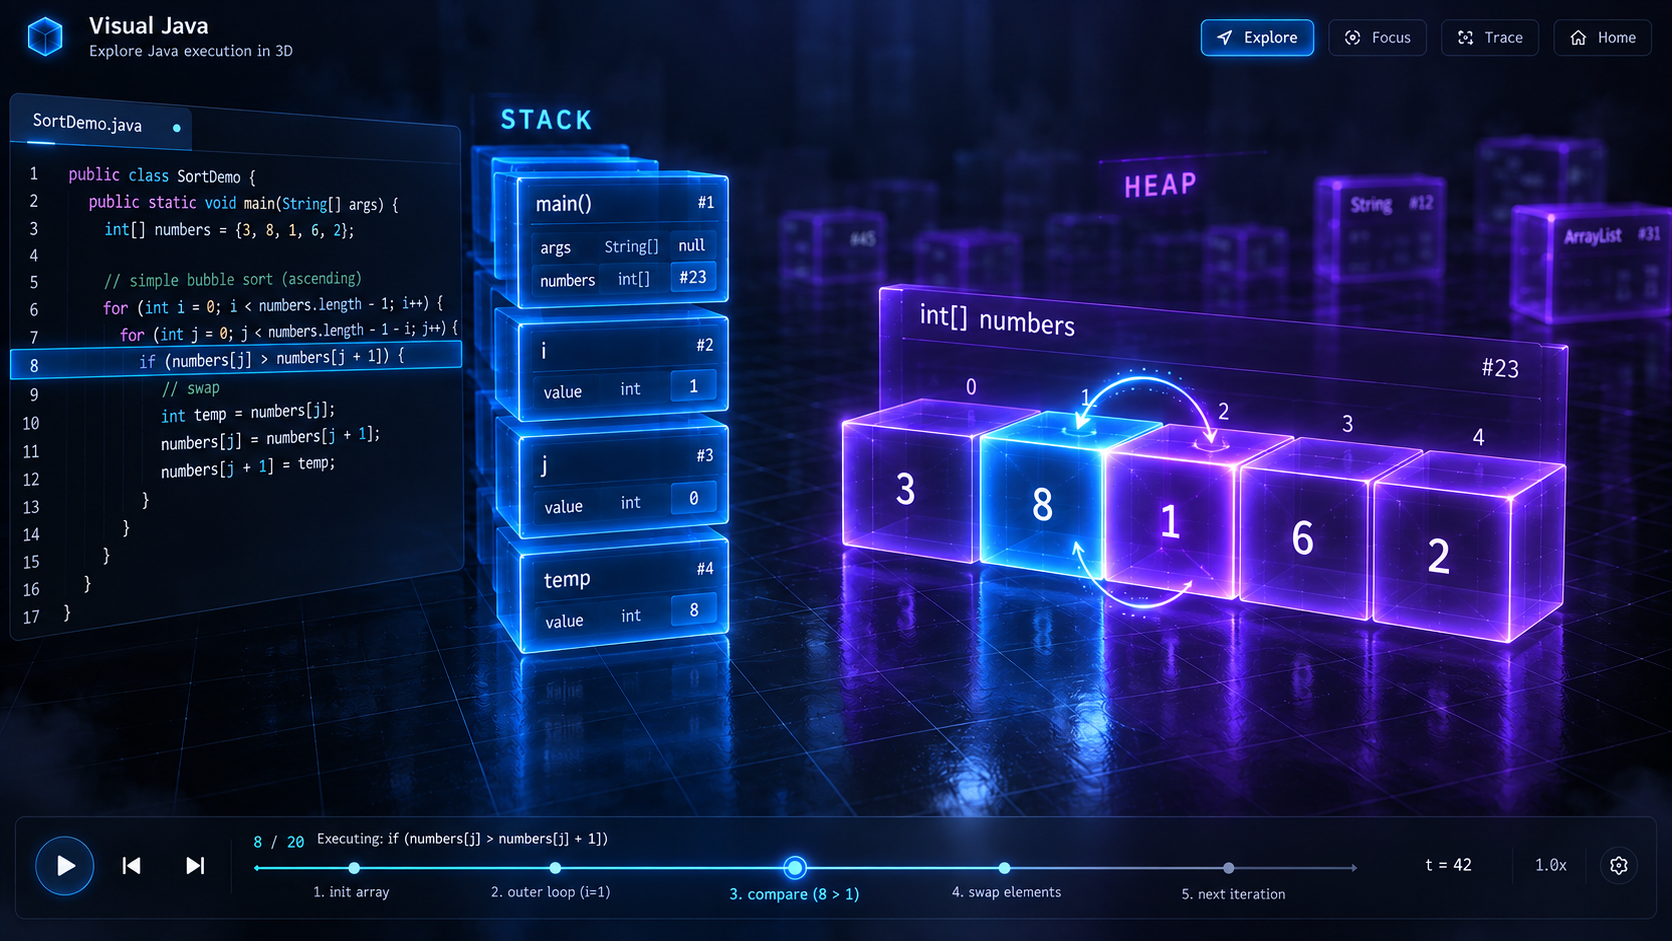 Visual Java
Explore Java execution in 3D
Explore
Focus
Trace
Home
SortDemo.java
1 public class SortDemo {
2 public static void main(String[] args) {
3 int[] numbers = {3, 8, 1, 6, 2};
4
5 // simple bubble sort (ascending)
6 for (int i = 0; i < numbers.length - 1; i++) {
7 for (int j = 0; j < numbers.length - 1 - i; j++) {
8 if (numbers[j] > numbers[j + 1]) {
9 // swap
10 int temp = numbers[j];
11 numbers[j] = numbers[j + 1];
12 numbers[j + 1] = temp;
13 }
14 }
15 }
16 }
17 }
STACK
main() #1
args String[] null
numbers int[] #23
i #2
value int 1
j #3
value int 0
temp #4
value int 8
HEAP
#45
String #12
ArrayList #31
int[] numbers
#23
0 1 2 3 4
3 8 1 6 2
8 / 20 Executing: if (numbers[j] > numbers[j] + 1])
1. init array
2. outer loop (i=1)
3. compare (8 > 1)
4. swap elements
5. next iteration
t = 42
1.0x